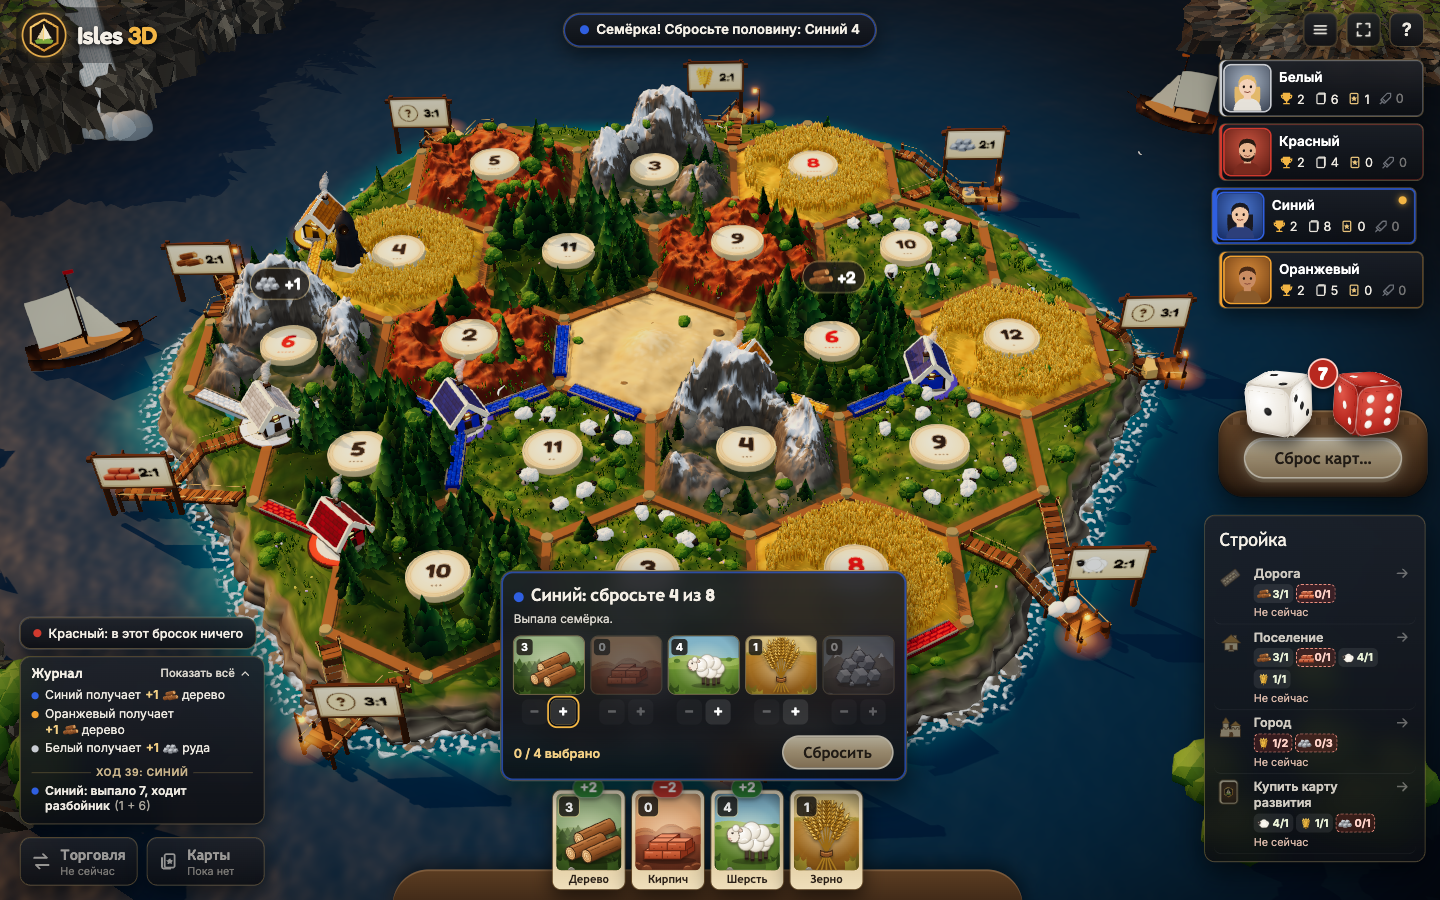 Isles 3D
Семёрка! Сбросьте половину: Синий 4
?
Белый
2 6 1 0
Красный
2 4 0 0
Синий
2 8 0 0
Оранжевый
2 5 0 0
2:1
? 3:1
2:1
2:1
? 3:1
2:1
2:1
? 3:1
5
3
8
4
11
9
10
+1
+2
6
2
6
12
5
11
4
9
10
3
8
7
Сброс карт...
Стройка
Дорога
3/1 0/1
Не сейчас
Поселение
3/1 0/1 4/1
1/1
Не сейчас
Город
1/2 0/3
Не сейчас
Купить карту
развития
4/1 1/1 0/1
Не сейчас
Красный: в этот бросок ничего
Журнал
Показать всё
Синий получает +1 дерево
Оранжевый получает
+1 дерево
Белый получает +1 руда
ХОД 39: СИНИЙ
Синий: выпало 7, ходит
разбойник (1 + 6)
Торговля
Не сейчас
Карты
Пока нет
Синий: сбросьте 4 из 8
Выпала семёрка.
3 0 4 1 0
− + − + − + − + − +
0 / 4 выбрано
Сбросить
+2 −2 +2
3 0 4 1
Дерево Кирпич Шерсть Зерно